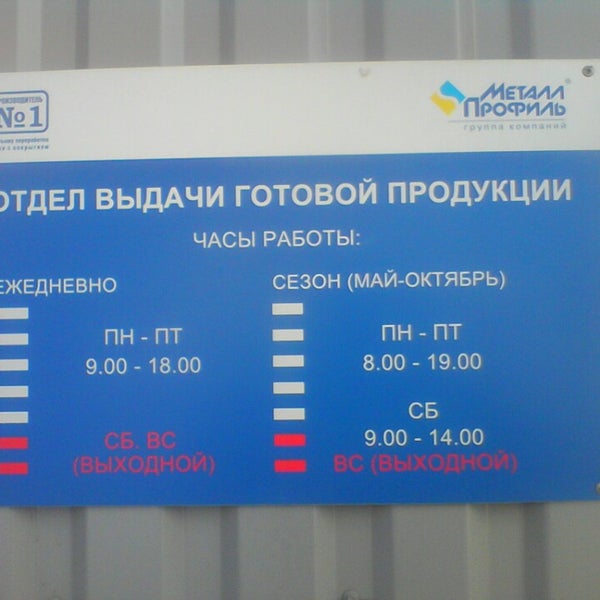 ПРОИЗВОДИТЕЛЬ
№1
МЕТАЛЛ
ПРОФИЛЬ
группа компаний
ОТДЕЛ ВЫДАЧИ ГОТОВОЙ ПРОДУКЦИИ
ЧАСЫ РАБОТЫ:
ЕЖЕДНЕВНО
ПН - ПТ
9.00 - 18.00
СБ. ВС
(ВЫХОДНОЙ)
СЕЗОН (МАЙ-ОКТЯБРЬ)
ПН - ПТ
8.00 - 19.00
СБ
9.00 - 14.00
ВС (ВЫХОДНОЙ)